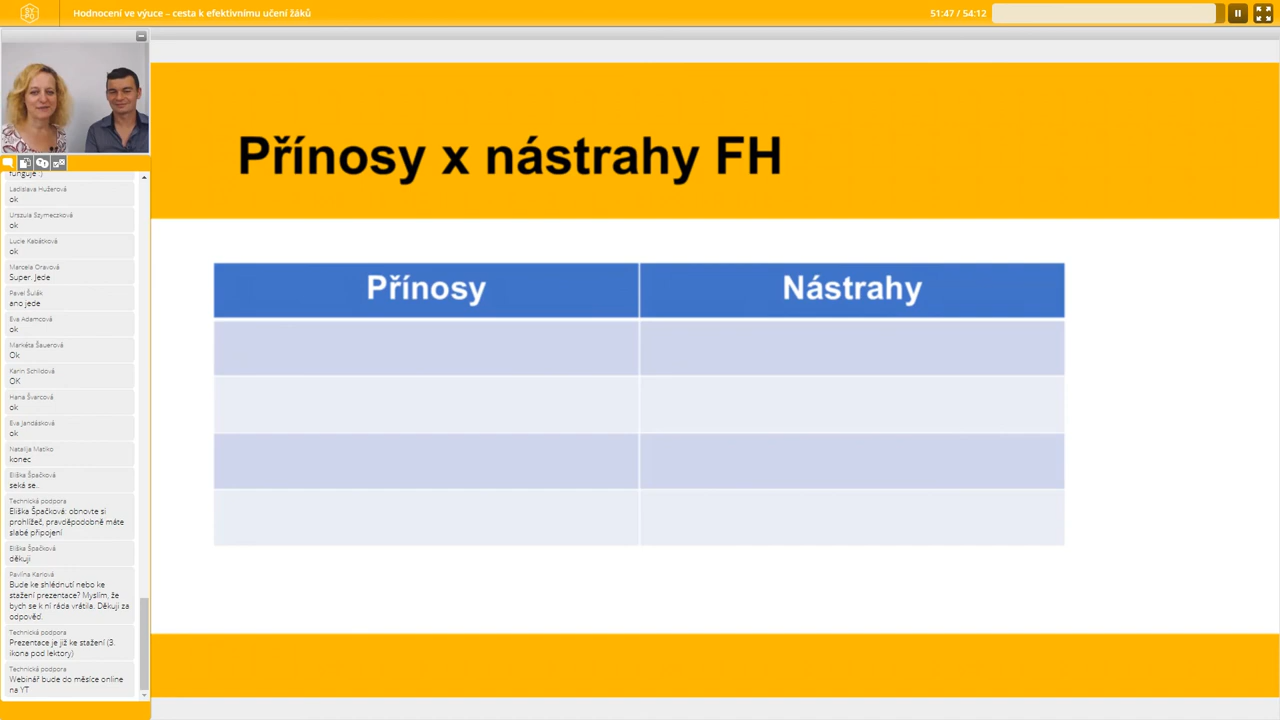 SYPO
Hodnocení ve výuce – cesta k efektivnímu učení žáků
51:47 / 54:12
Přínosy x nástrahy FH
Přínosy
Nástrahy
funguje :)
Ladislava Hužerová
ok
Urszula Szymeczková
ok
Lucie Kabátková
ok
Marcela Oravová
Super. Jede
Pavel Šulák
ano jede
Eva Adamcová
ok
Markéta Šauerová
Ok
Karin Schildová
OK
Hana Švarcová
ok
Eva Jandásková
ok
Natalija Matiko
konec
Eliška Špačková
seká se..
Technická podpora
Eliška Špačková: obnovte si
prohlížeč, pravděpodobně máte
slabé připojení
Eliška Špačková
děkuji
Pavlína Karlová
Bude ke shlédnutí nebo ke
stažení prezentace? Myslím, že
bych se k ní ráda vrátila. Děkuji za
odpověď.
Technická podpora
Prezentace je již ke stažení (3.
ikona pod lektory)
Technická podpora
Webinář bude do měsíce online
na YT